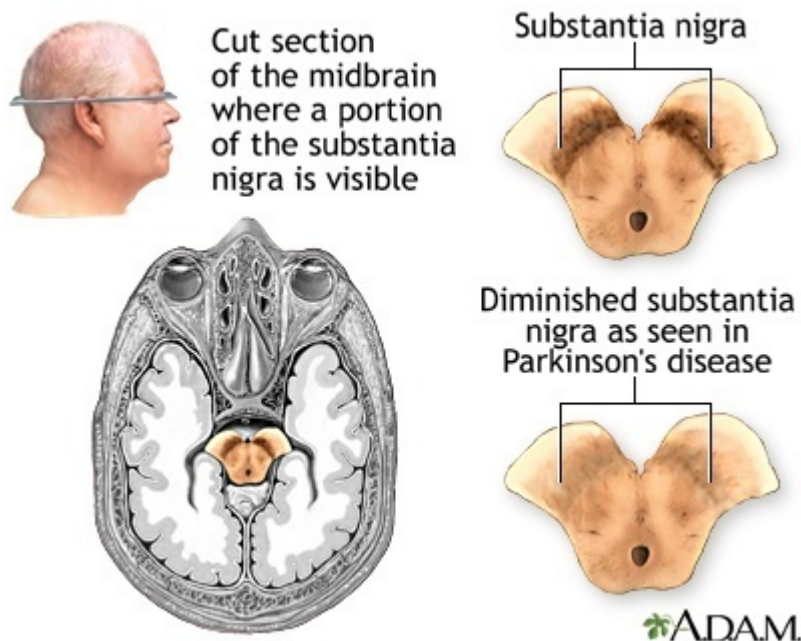 Cut section
of the midbrain
where a portion
of the substantia
nigra is visible
Substantia nigra
Diminished substantia
nigra as seen in
Parkinson's disease
A.D.A.M.